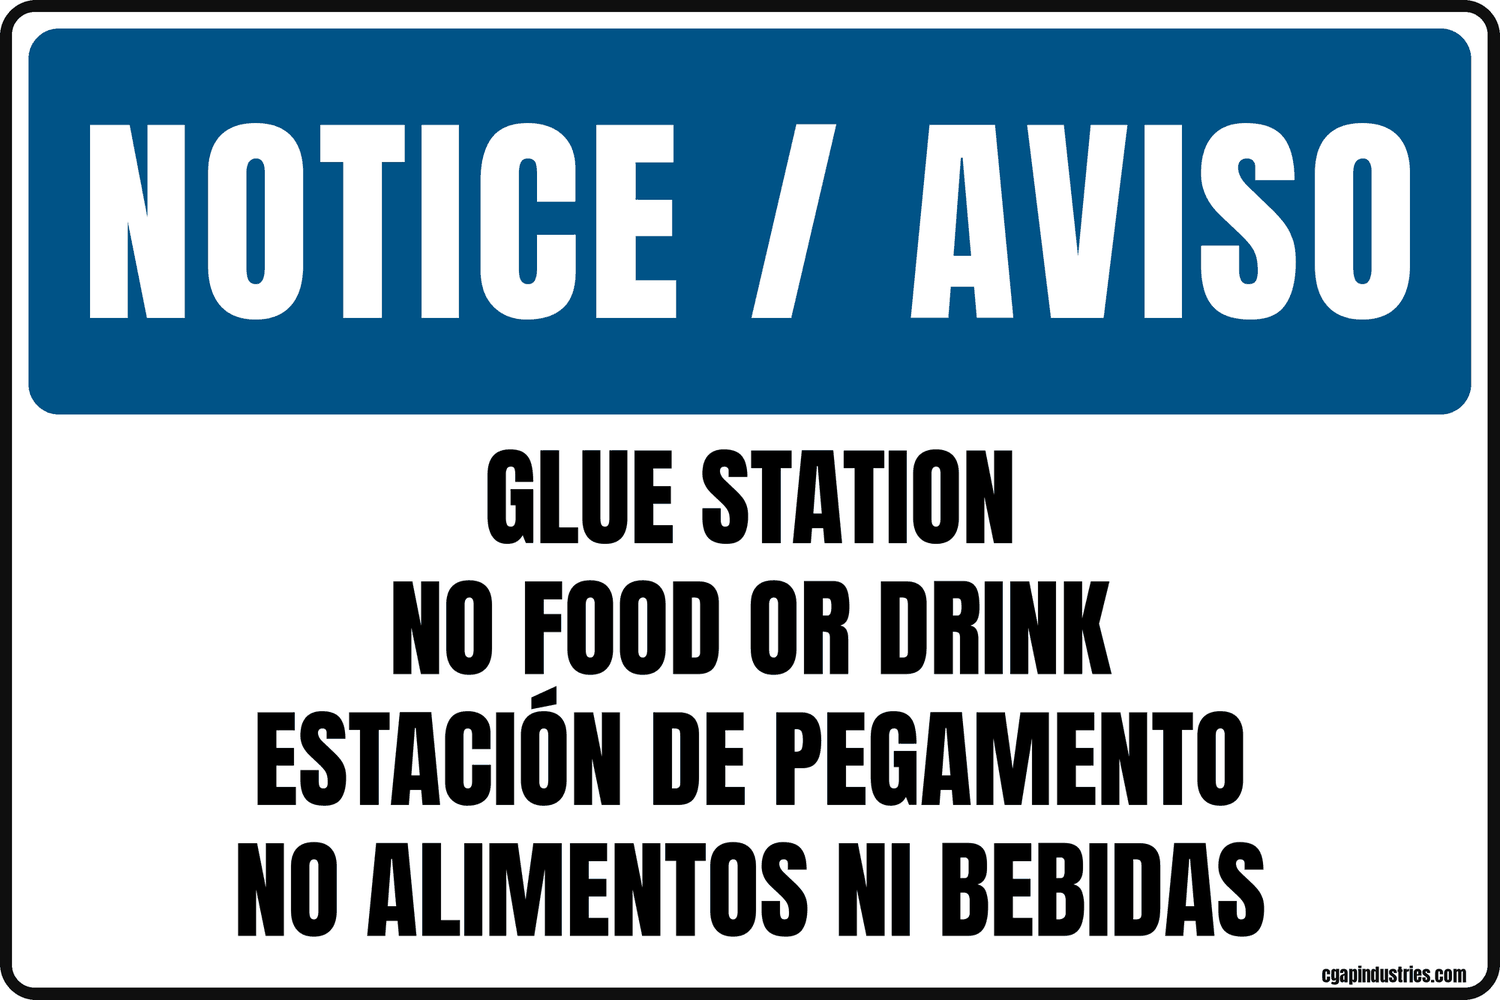 NOTICE / AVISO
GLUE STATION
NO FOOD OR DRINK
ESTACIÓN DE PEGAMENTO
NO ALIMENTOS NI BEBIDAS
cgapindustries.com